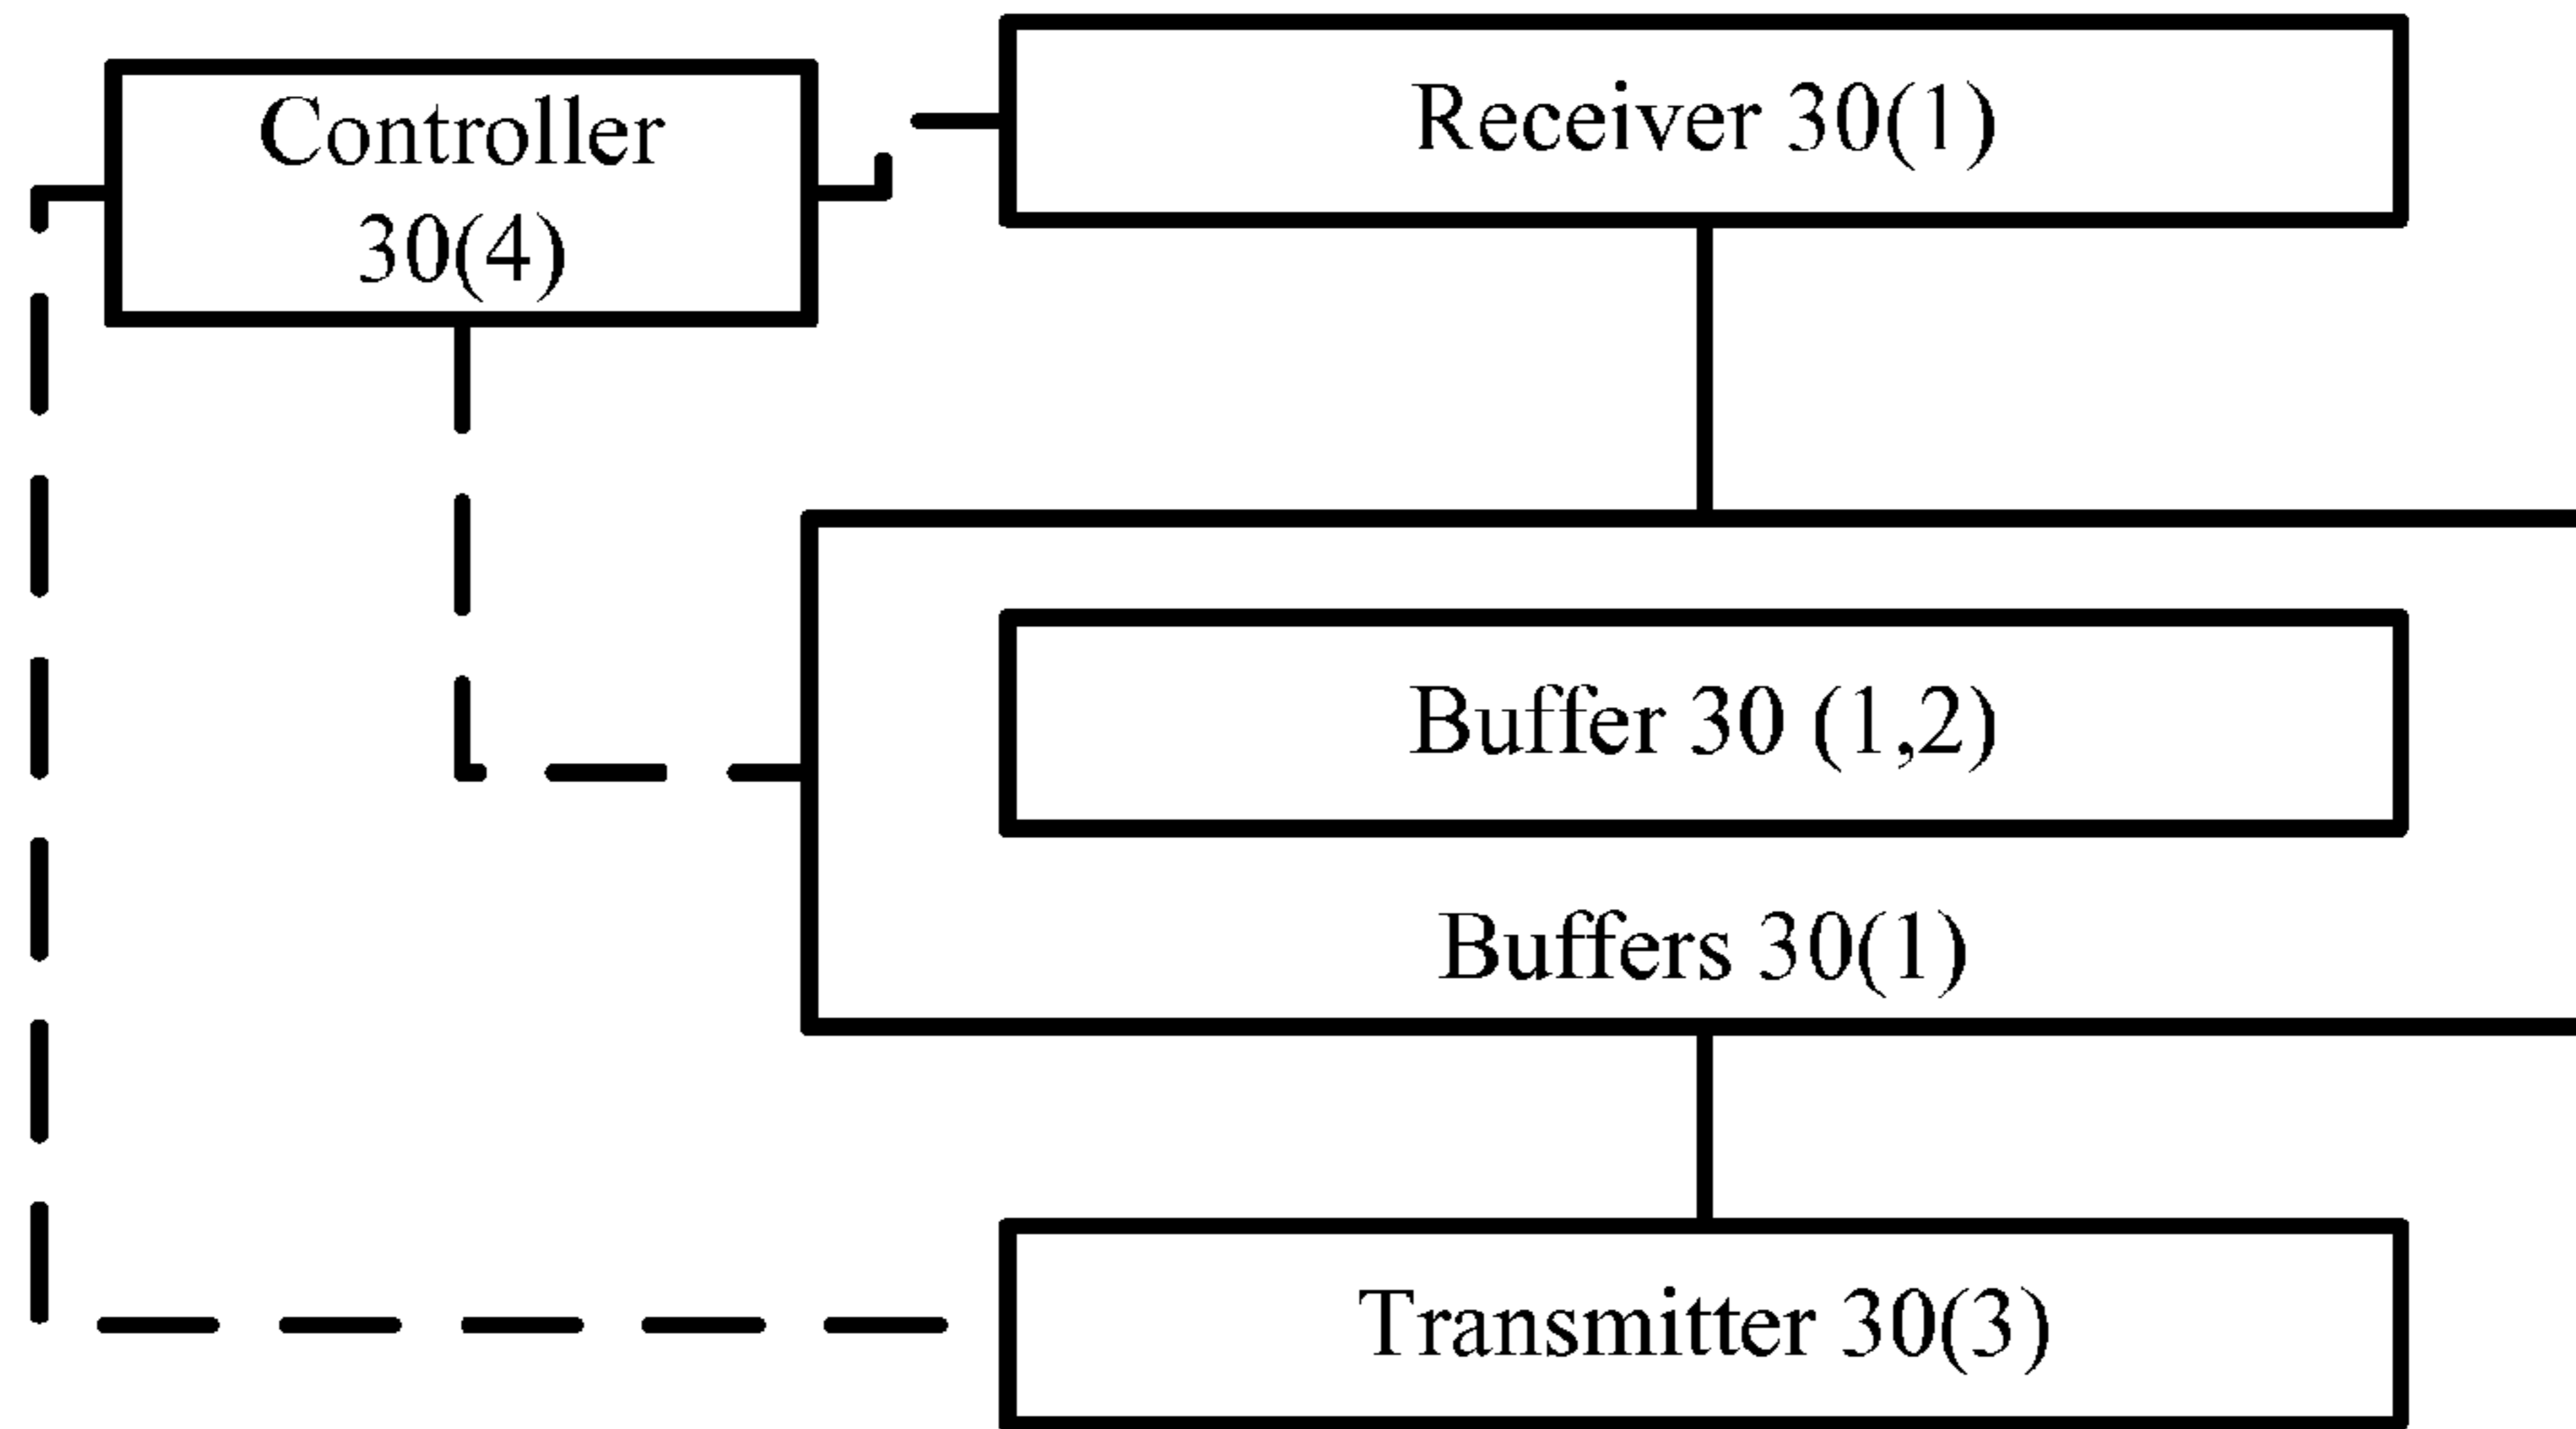 Controller
30(4)
Receiver 30(1)
Buffer 30 (1,2)
Buffers 30(1)
Transmitter 30(3)